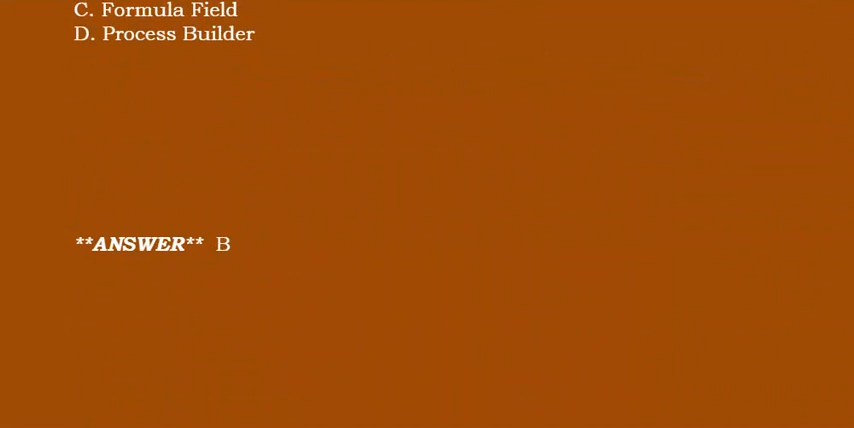 C. Formula Field
D. Process Builder
**ANSWER** B